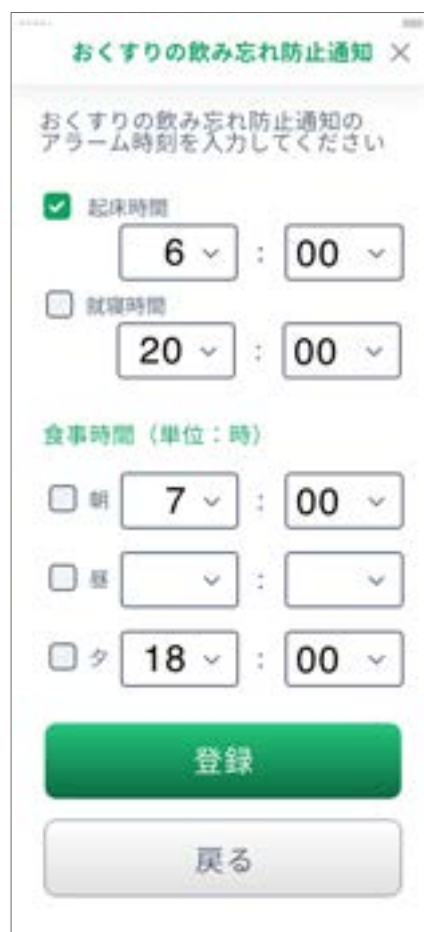 おくすりの飲み忘れ防止通知 ×
おくすりの飲み忘れ防止通知の
アラーム時刻を入力してください
起床時間
6 : 00
就寝時間
20 : 00
食事時間（単位：時）
朝 7 : 00
昼 :
夕 18 : 00
登録
戻る